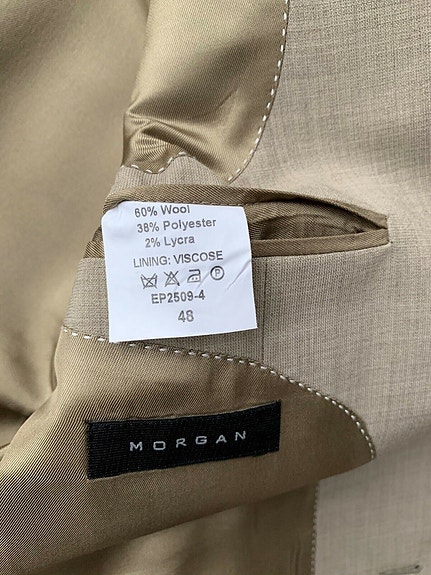 60% Wool
38% Polyester
2% Lycra
LINING: VISCOSE
P
EP2509-4
48
MORGAN